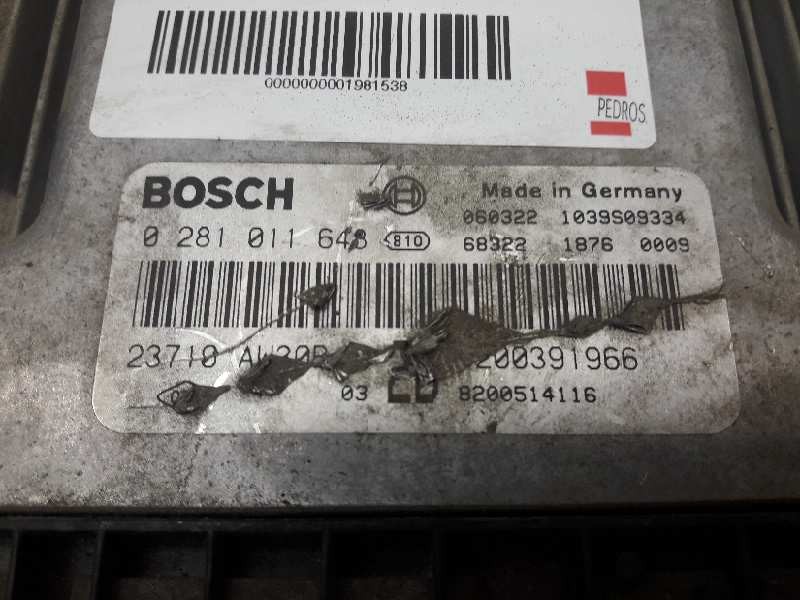 0000000001981538
PEDROS.
BOSCH
Made in Germany
0 281 011 648 810
060322 1039S09334
68322 1876 0009
23710 200391966
03 8200514116